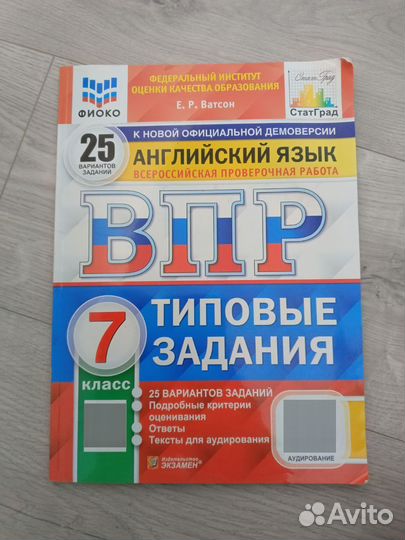 ФИОКО
ФЕДЕРАЛЬНЫЙ ИНСТИТУТ
ОЦЕНКИ КАЧЕСТВА ОБРАЗОВАНИЯ
Е. Р. Ватсон
СтатГрад
СтатГрад
25
ВАРИАНТОВ
ЗАДАНИЙ
К НОВОЙ ОФИЦИАЛЬНОЙ ДЕМОВЕРСИИ
АНГЛИЙСКИЙ ЯЗЫК
ВСЕРОССИЙСКАЯ ПРОВЕРОЧНАЯ РАБОТА
ВПР
7
КЛАСС
ТИПОВЫЕ
ЗАДАНИЯ
25 ВАРИАНТОВ ЗАДАНИЙ
Подробные критерии
оценивания
Ответы
Тексты для аудирования
АУДИРОВАНИЕ
Издательство
ЭКЗАМЕН®
Avito